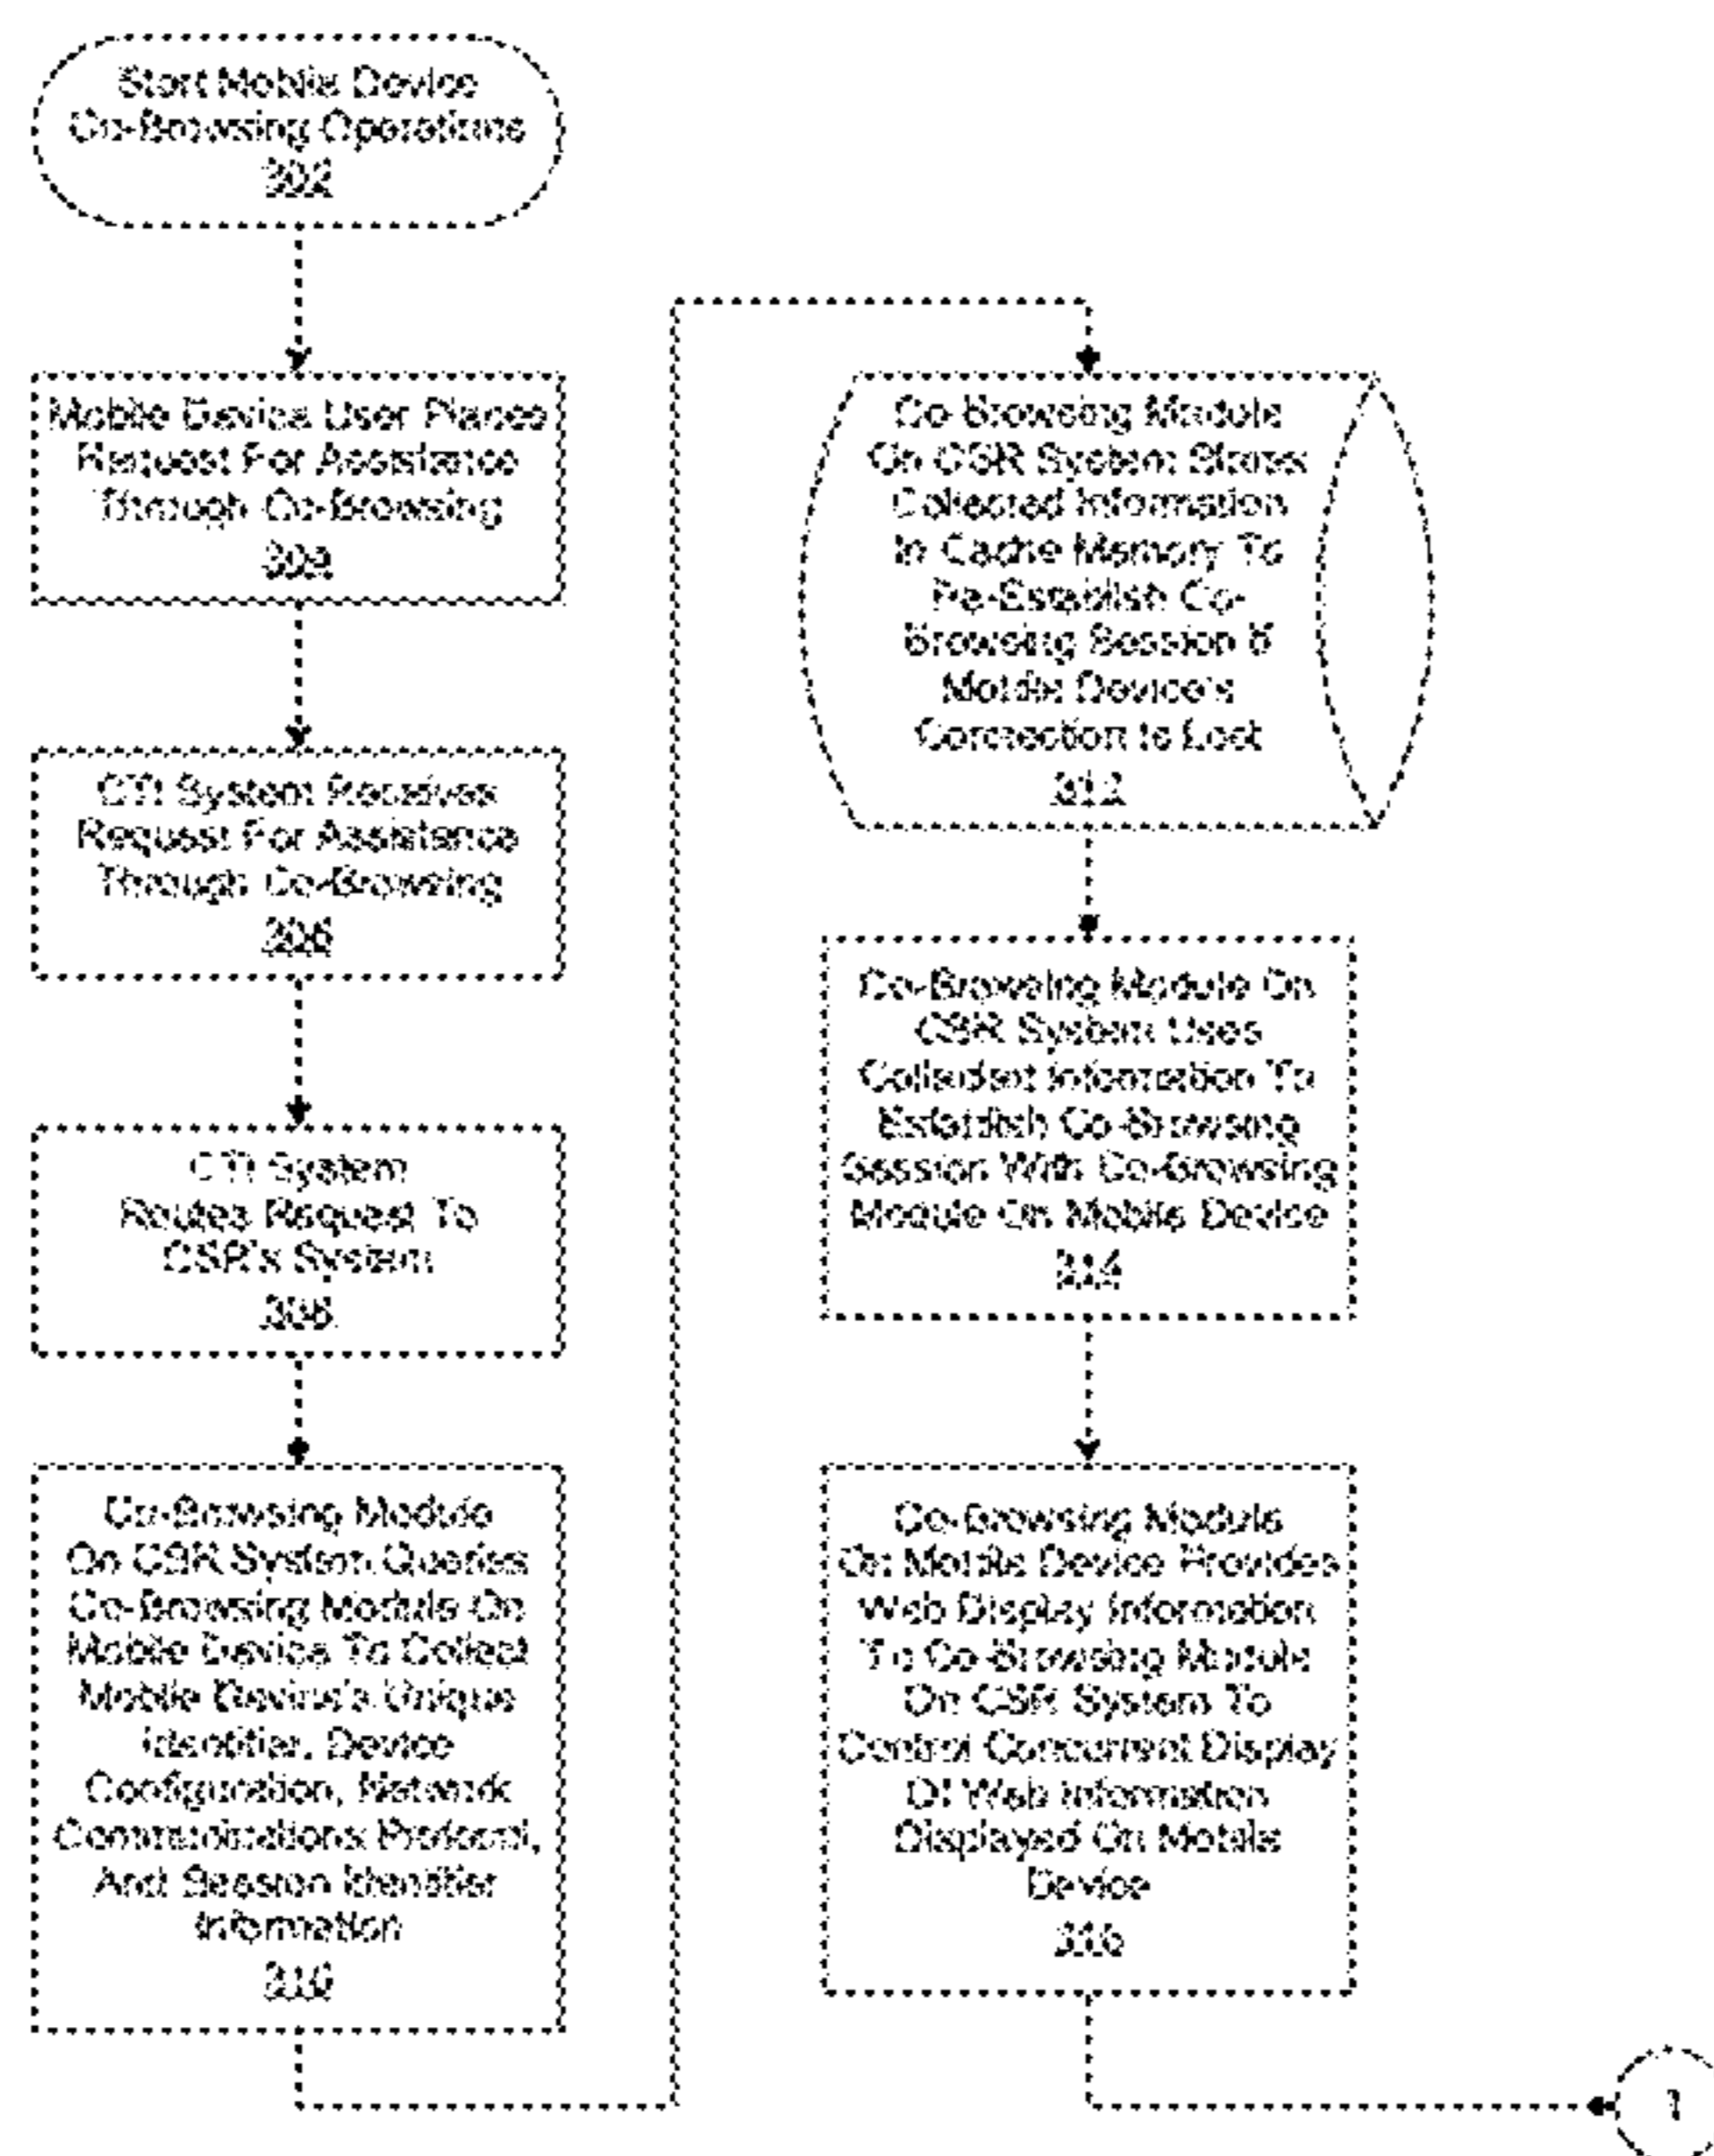 Start Mobile Device
Co-Browsing Operations
302
Mobile Device User Places
Request For Assistance
Through Co-Browsing
304
CTI System Receives
Request For Assistance
Through Co-Browsing
306
CTI System
Routes Request To
CSR's System
308
Co-Browsing Module
On CSR System Queries
Co-Browsing Module On
Mobile Device To Collect
Mobile Device's Unique
Identifier, Device
Configuration, Network
Communications Protocol,
And Session Identifier
Information
310
Co-Browsing Module
On CSR System Stores
Collected Information
In Cache Memory To
Re-Establish Co-
Browsing Session If
Mobile Device's
Connection Is Lost
312
Co-Browsing Module On
CSR System Uses
Collected Information To
Establish Co-Browsing
Session With Co-Browsing
Module On Mobile Device
314
Co-Browsing Module
On Mobile Device Provides
Web Display Information
To Co-Browsing Module
On CSR System To
Control Concurrent Display
Of Web Information
Displayed On Mobile
Device
316
1